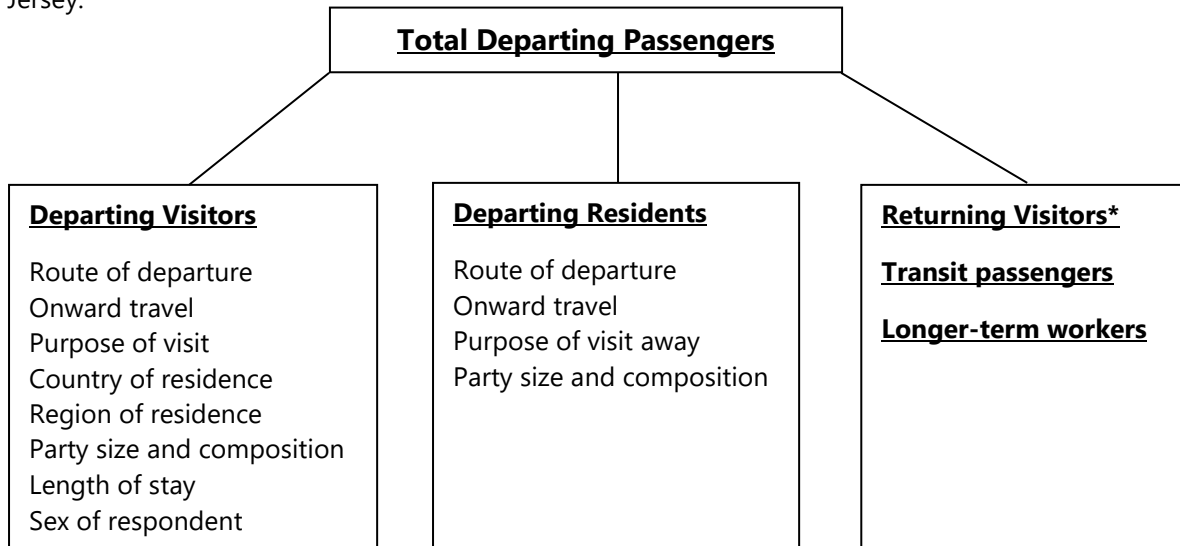 Jersey.
Total Departing Passengers
Departing Visitors
Route of departure
Onward travel
Purpose of visit
Country of residence
Region of residence
Party size and composition
Length of stay
Sex of respondent
Departing Residents
Route of departure
Onward travel
Purpose of visit away
Party size and composition
Returning Visitors*
Transit passengers
Longer-term workers